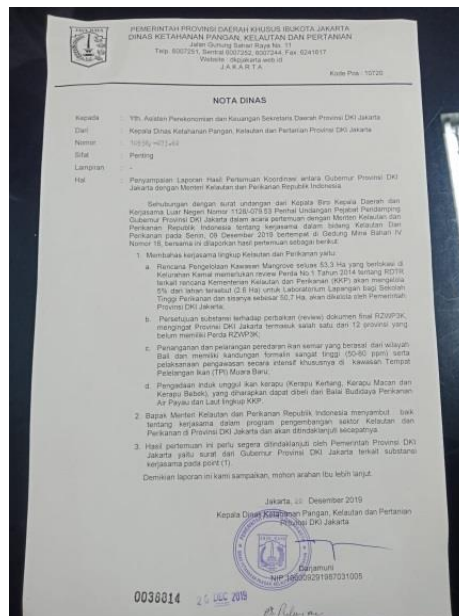 PEMERINTAH PROVINSI DAERAH KHUSUS IBUKOTA JAKARTA
DINAS KETAHANAN PANGAN, KELAUTAN DAN PERTANIAN
Jalan Gunung Sahari Raya No. 11
Telp. 6007251, Sentral 6007252, 6007244, Fax. 6241617
Website : dkpjakarta.web.id
J A K A R T A
Kode Pos : 10720
NOTA DINAS
Kepada : Yth. Asisten Perekonomian dan Keuangan Sekretaris Daerah Provinsi DKI Jakarta
Dari : Kepala Dinas Ketahanan Pangan, Kelautan dan Pertanian Provinsi DKI Jakarta
Nomor :
Sifat : Penting
Lampiran : -
Hal : Penyampaian Laporan Hasil Pertemuan Koordinasi antara Gubernur Provinsi DKI
Jakarta dengan Menteri Kelautan dan Perikanan Republik Indonesia.
Sehubungan dengan surat undangan dari Kepala Biro Kepala Daerah dan
Kerjasama Luar Negeri Nomor 1128/-079.53 Perihal Undangan Pejabat Pendamping
Gubernur Provinsi DKI Jakarta dalam acara pertemuan dengan Menteri Kelautan dan
Perikanan Republik Indonesia tentang kerjasama dalam bidang Kelautan Dan
Perikanan pada Senin, 09 Desember 2019 bertempat di Gedung Mina Bahari IV
Nomor 16, bersama ini dilaporkan hasil pertemuan sebagai berikut:
1. Membahas kerjasama lingkup Kelautan dan Perikanan yaitu:
a. Rencana Pengelolaan Kawasan Mangrove seluas 53,3 Ha yang berlokasi di
Kelurahan Kamal memerlukan review Perda No.1 Tahun 2014 tentang RDTR
terkait rencana Kementerian Kelautan dan Perikanan (KKP) akan mengelola
5% dari lahan tersebut (2.6 Ha) untuk Laboratorium Lapangan bagi Sekolah
Tinggi Perikanan dan sisanya sebesar 50,7 Ha, akan dikelola oleh Pemerintah
Provinsi DKI Jakarta;
b. Persetujuan substansi terhadap perbaikan (review) dokumen final RZWP3K,
mengingat Provinsi DKI Jakarta termasuk salah satu dari 12 provinsi yang
belum memiliki Perda RZWP3K;
c. Penanganan dan pelarangan peredaran ikan semar yang berasal dari wilayah
Bali dan memiliki kandungan formalin sangat tinggi (50-60 ppm) serta
pelaksanaan pengawasan secara intensif khususnya di kawasan Tempat
Pelelangan Ikan (TPI) Muara Baru;
d. Pengadaan induk unggul ikan kerapu (Kerapu Kertang, Kerapu Macan dan
Kerapu Bebek), yang diharapkan dapat dibeli dari Balai Budidaya Perikanan
Air Payau dan Laut lingkup KKP.
2. Bapak Menteri Kelautan dan Perikanan Republik Indonesia menyambut baik
tentang kerjasama dalam program pengembangan sektor Kelautan dan
Perikanan di Provinsi DKI Jakarta dan akan ditindaklanjuti secepatnya.
3. Hasil pertemuan ini perlu segera ditindaklanjuti oleh Pemerintah Provinsi DKI
Jakarta yaitu surat dari Gubernur Provinsi DKI Jakarta terkait substansi
kerjasama pada point (1).
Demikian laporan ini kami sampaikan, mohon arahan Ibu lebih lanjut.
Jakarta, Desember 2019
Kepala Dinas Ketahanan Pangan, Kelautan dan Pertanian
Provinsi DKI Jakarta
Darjamuni
NIP 196609291987031005
0036814 26 DEC 2019